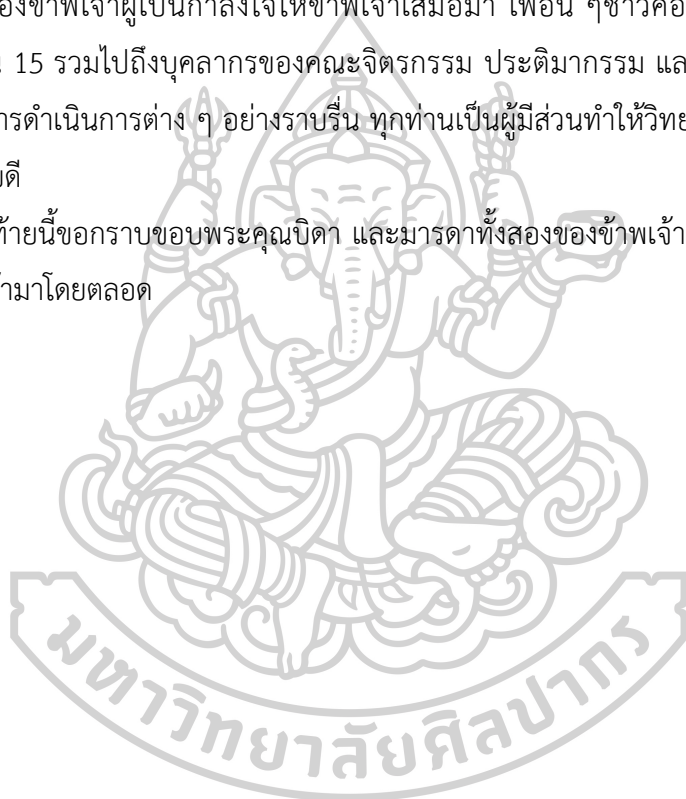 องข้าพเจ้าผู้เป็นกำลังใจให้ข้าพเจ้าเสมอมา เพื่อน ๆชาวคอ
15 รวมไปถึงบุคลากรของคณะจิตรกรรม ประติมากรรม และ
ารดำเนินการต่าง ๆ อย่างราบรื่น ทุกท่านเป็นผู้มีส่วนทำให้วิทย
ดี
ท้ายนี้ขอกราบขอบพระคุณบิดา และมารดาทั้งสองของข้าพเจ้า
มาโดยตลอด
มหาวิทยาลัยศิลปากร